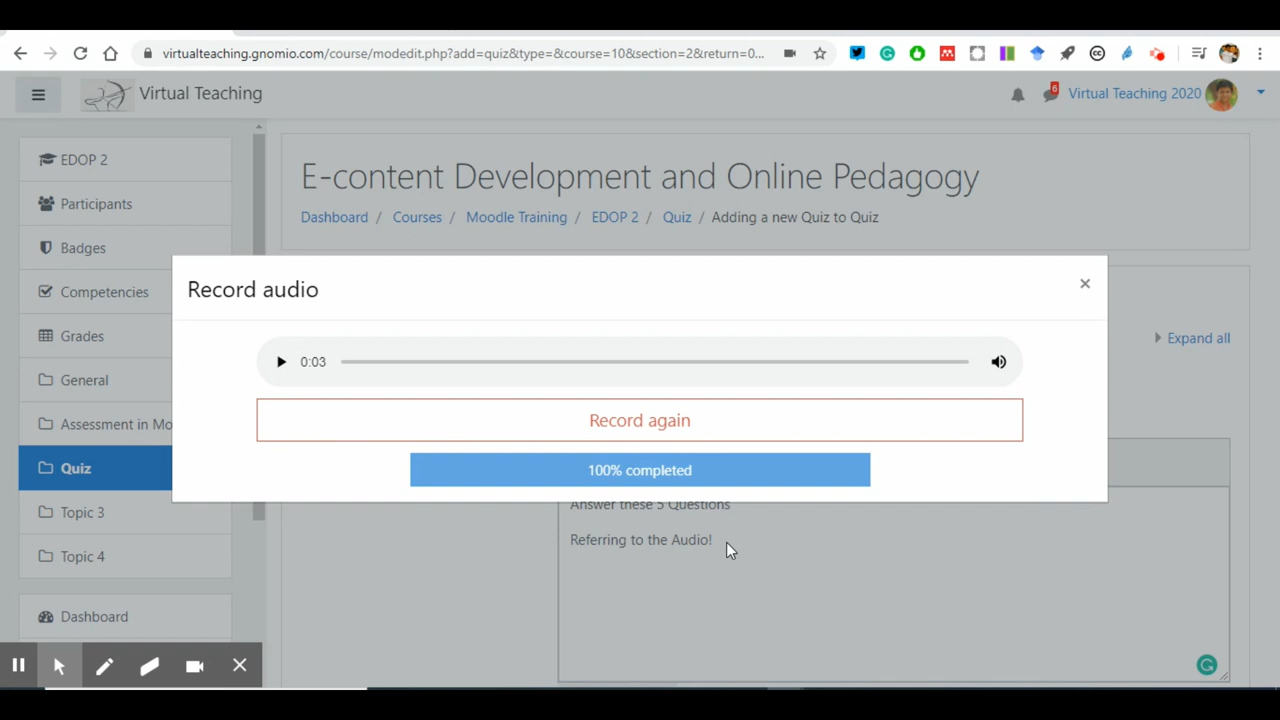 virtualteaching.gnomio.com/course/modedit.php?add=quiz&type=&course=10&section=2&return=0...
Virtual Teaching
6
Virtual Teaching 2020
EDOP 2
Participants
Badges
Competencies
Grades
General
Assessment in Mo
Quiz
Topic 3
Topic 4
Dashboard
E-content Development and Online Pedagogy
Dashboard / Courses / Moodle Training / EDOP 2 / Quiz / Adding a new Quiz to Quiz
Expand all
Record audio
×
0:03
Record again
100% completed
Answer these 5 Questions
Referring to the Audio!